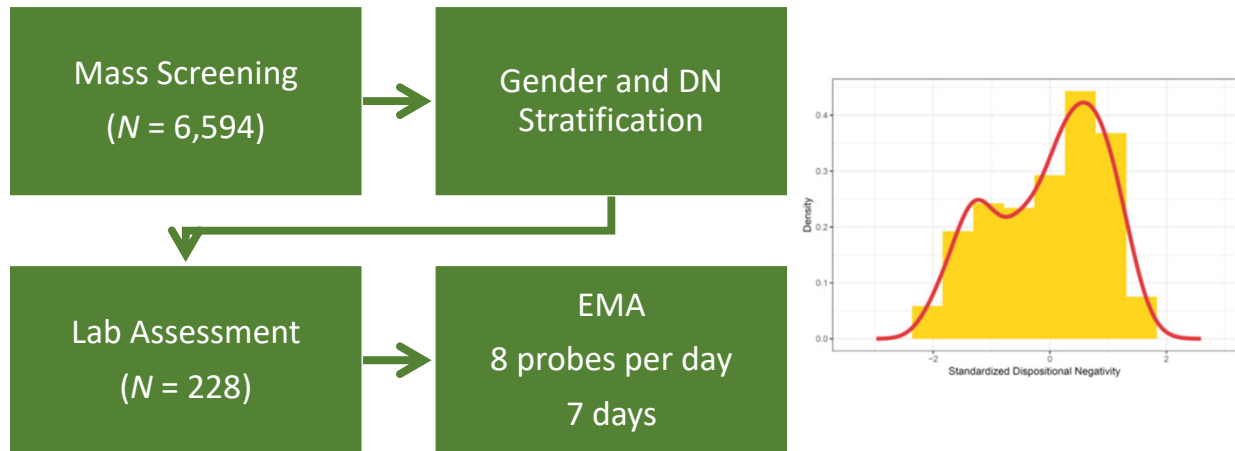 Mass Screening
(N = 6,594)
Gender and DN
Stratification
Lab Assessment
(N = 228)
EMA
8 probes per day
7 days
0.4
0.3
0.2
0.1
0.0
Density
−2
0
2
Standardized Dispositional Negativity